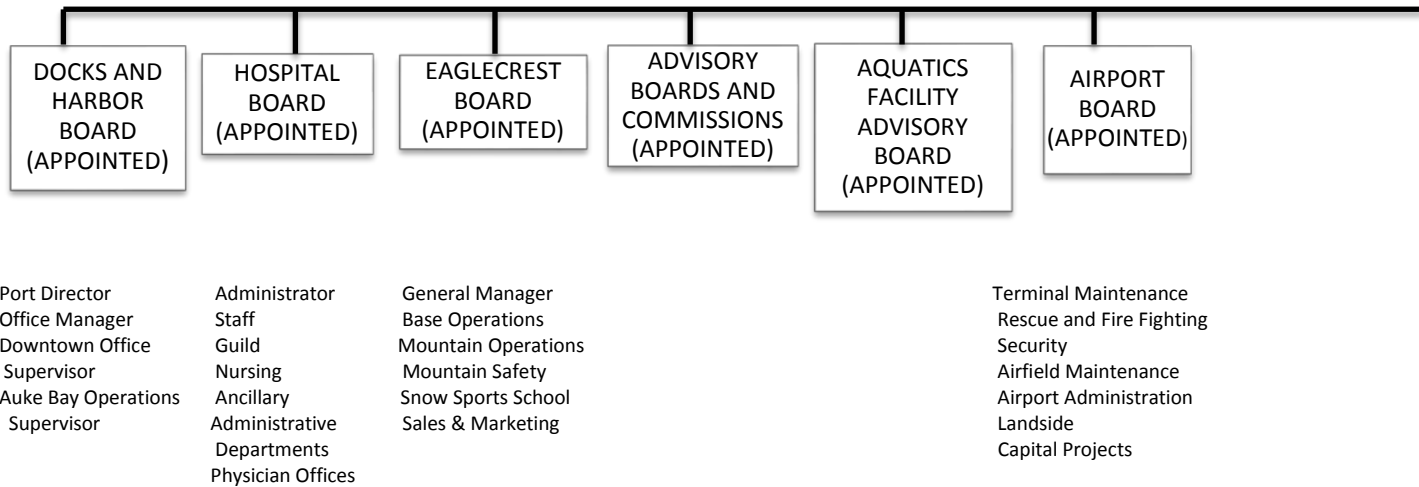 DOCKS AND
HARBOR
BOARD
(APPOINTED)
HOSPITAL
BOARD
(APPOINTED)
EAGLECREST
BOARD
(APPOINTED)
ADVISORY
BOARDS AND
COMMISSIONS
(APPOINTED)
AQUATICS
FACILITY
ADVISORY
BOARD
(APPOINTED)
AIRPORT
BOARD
(APPOINTED)
Port Director
Office Manager
Downtown Office
Supervisor
Auke Bay Operations
Supervisor
Administrator
Staff
Guild
Nursing
Ancillary
Administrative
Departments
Physician Offices
General Manager
Base Operations
Mountain Operations
Mountain Safety
Snow Sports School
Sales & Marketing
Terminal Maintenance
Rescue and Fire Fighting
Security
Airfield Maintenance
Airport Administration
Landside
Capital Projects